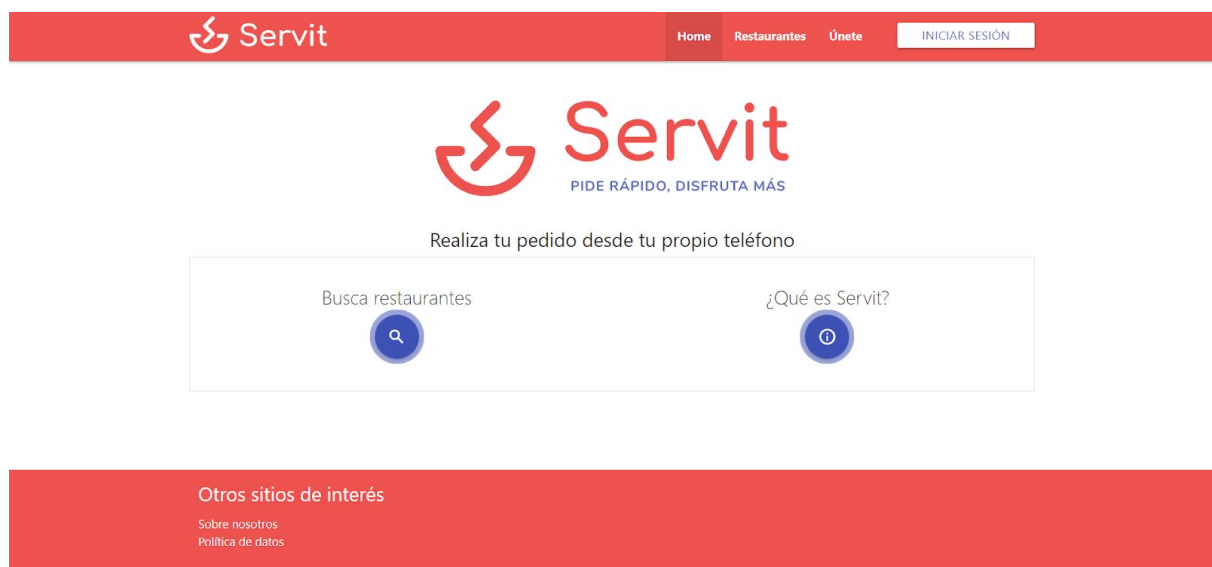 Servit
Home Restaurantes Únete INICIAR SESIÓN
Servit
PIDE RÁPIDO, DISFRUTA MÁS
Realiza tu pedido desde tu propio teléfono
Busca restaurantes
¿Qué es Servit?
Otros sitios de interés
Sobre nosotros
Política de datos